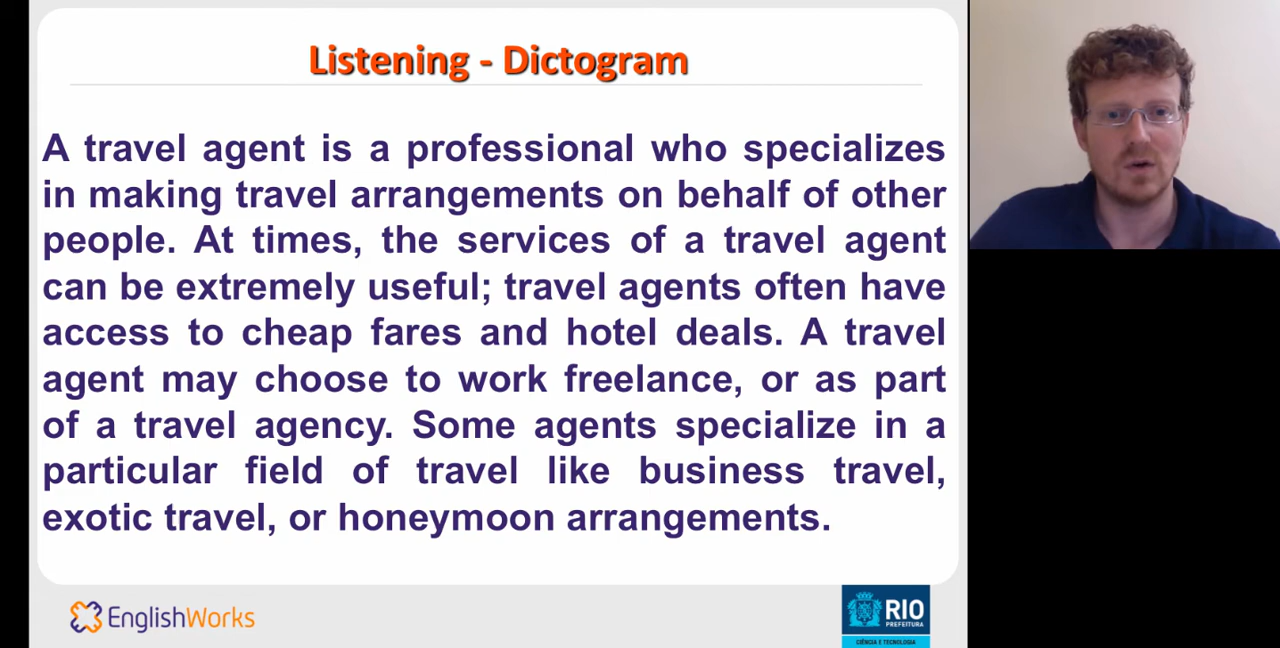 Listening - Dictogram
A travel agent is a professional who specializes
in making travel arrangements on behalf of other
people. At times, the services of a travel agent
can be extremely useful; travel agents often have
access to cheap fares and hotel deals. A travel
agent may choose to work freelance, or as part
of a travel agency. Some agents specialize in a
particular field of travel like business travel,
exotic travel, or honeymoon arrangements.
EnglishWorks
RIO
PREFEITURA
CIÊNCIA E TECNOLOGIA